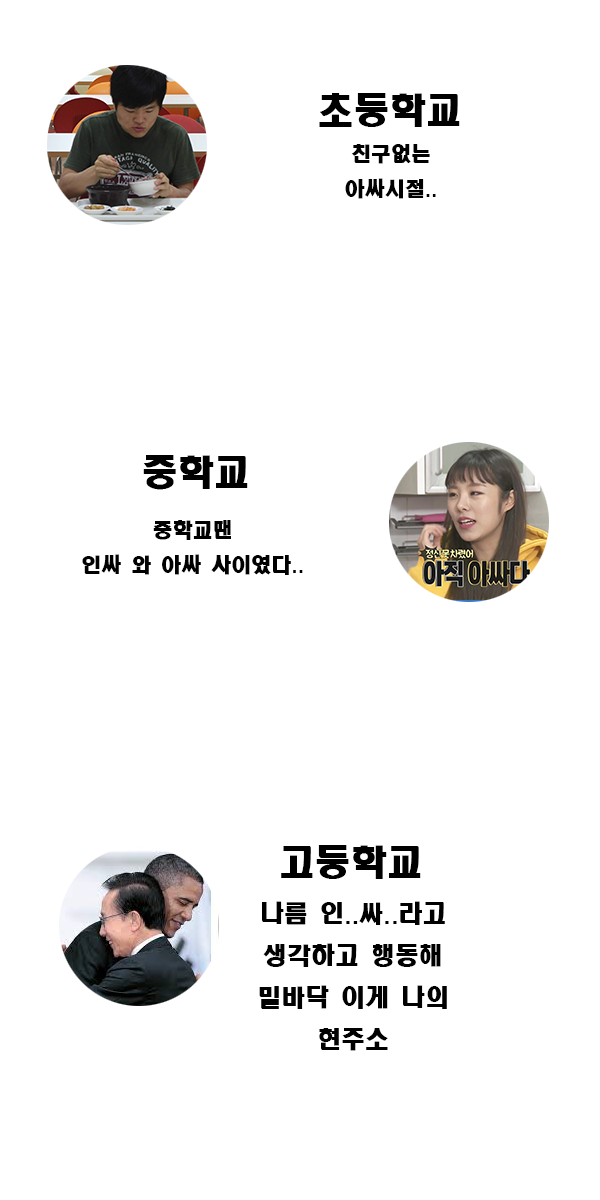 초등학교
친구없는
아싸시절..
중학교
중학교땐
인싸 와 아싸 사이였다..
정신못차렸어
아직 아싸다
고등학교
나름 인..싸..라고
생각하고 행동해
밑바닥 이게 나의
현주소